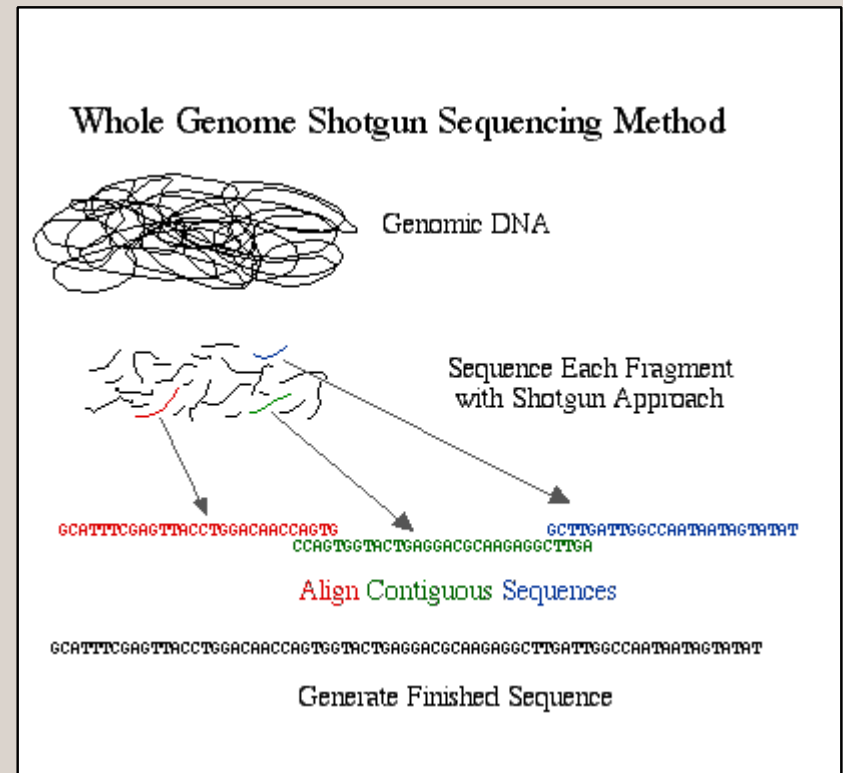 Whole Genome Shotgun Sequencing Method
Genomic DNA
Sequence Each Fragment
with Shotgun Approach
GCATTTCGAGTTACCTGGACAACCAGTG
GCTTGATTGGCCAATAATAGTATAT
CCAGTGGTACTGAGGACGCAAGAGGCTTGA
Align Contiguous Sequences
GCATTTCGAGTTACCTGGACAACCAGTGGTACTGAGGACGCAAGAGGCTTGATTGGCCAATAATAGTATAT
Generate Finished Sequence